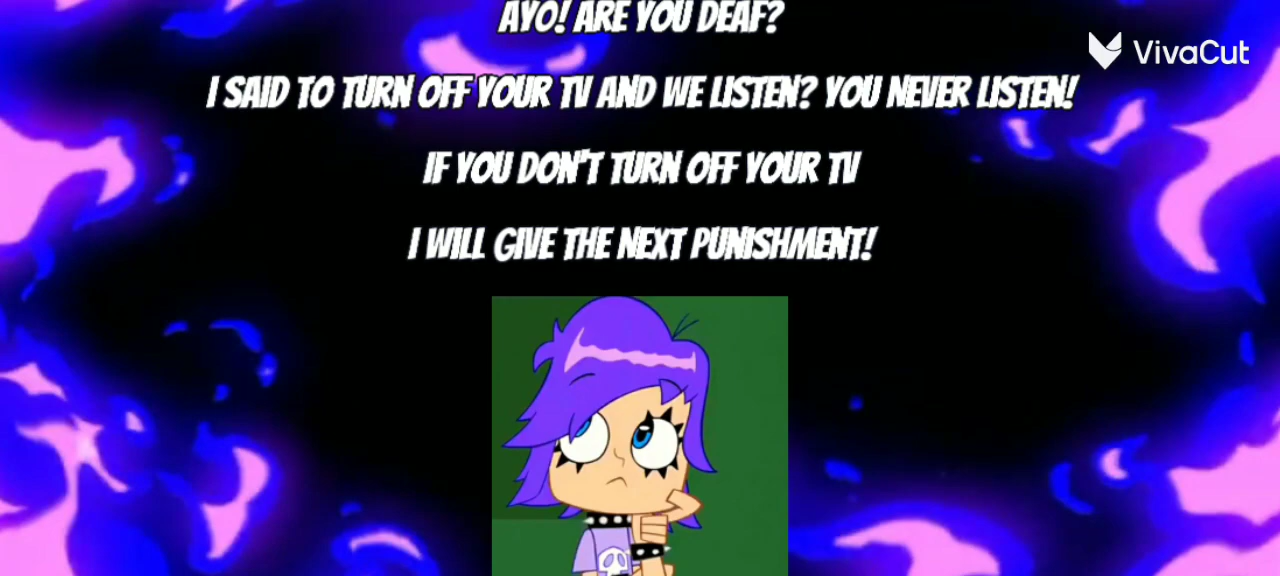 AYO! ARE YOU DEAF?
VivaCut
I SAID TO TURN OFF YOUR TV AND WE LISTEN? YOU NEVER LISTEN!
IF YOU DON'T TURN OFF YOUR TV
I WILL GIVE THE NEXT PUNISHMENT!